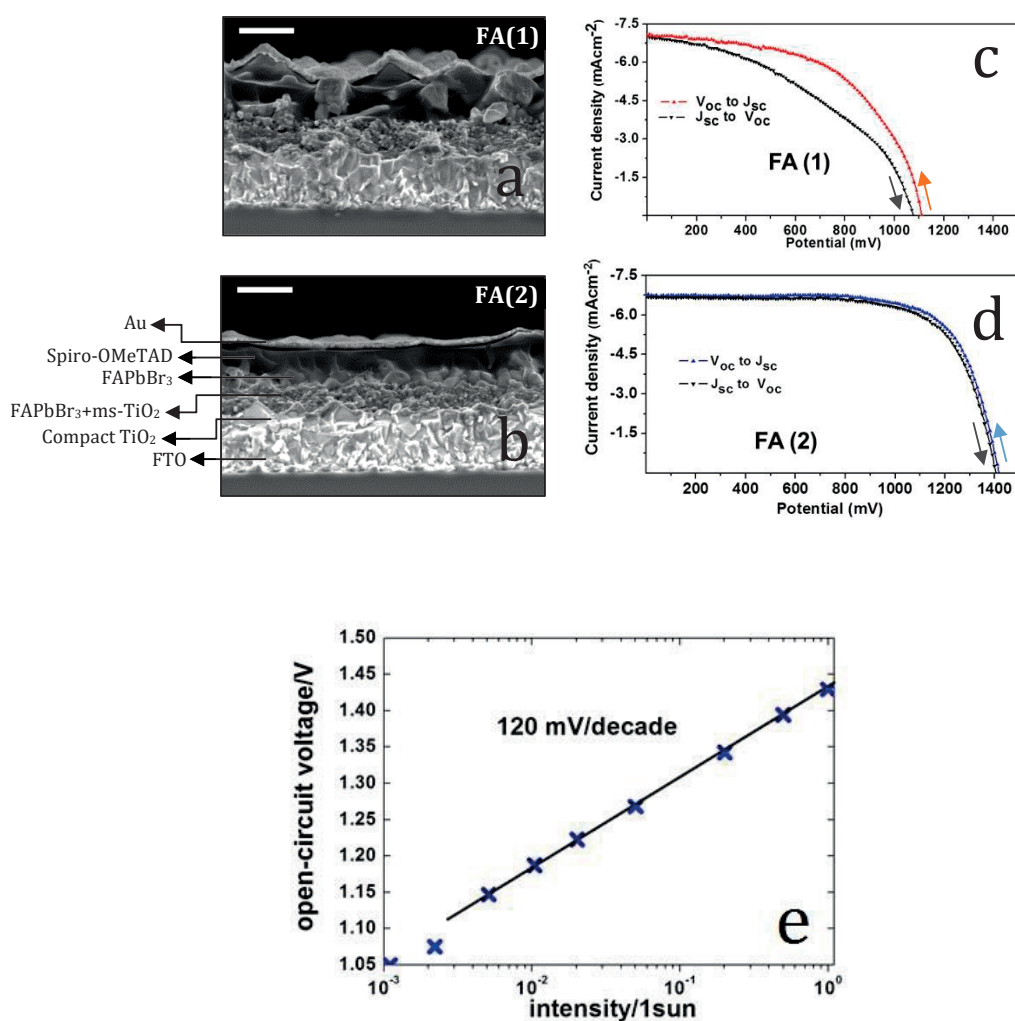 FA(1)
a
FA(2)
Au
Spiro-OMeTAD
FAPbBr₃
FAPbBr₃+ms-TiO₂
Compact TiO₂
FTO
b
-7.5
-6.0
-4.5
-3.0
-1.5
Current density (mAcm⁻²)
c
V_OC to J_SC
J_SC to V_OC
FA (1)
200 400 600 800 1000 1200 1400
Potential (mV)
-7.5
-6.0
-4.5
-3.0
-1.5
Current density (mAcm⁻²)
d
V_OC to J_SC
J_SC to V_OC
FA (2)
200 400 600 800 1000 1200 1400
Potential (mV)
open-circuit voltage/V
1.50
1.45
1.40
1.35
1.30
1.25
1.20
1.15
1.10
1.05
120 mV/decade
e
10⁻³ 10⁻² 10⁻¹ 10⁰
intensity/1sun